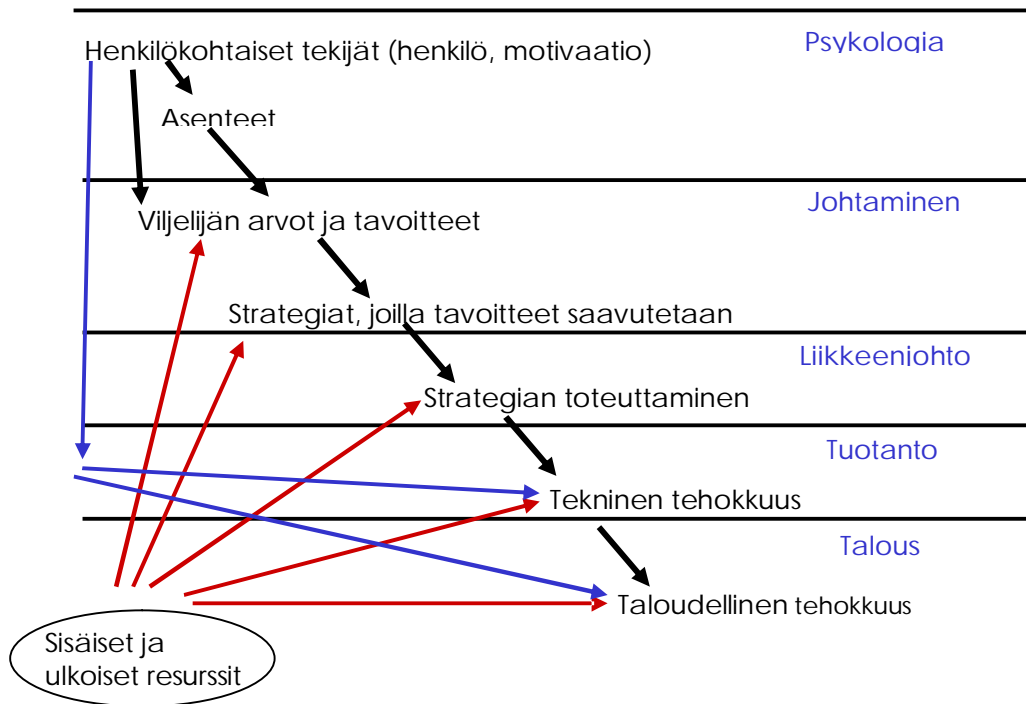 Henkilökohtaiset tekijät (henkilö, motivaatio)
Psykologia
Asenteet
Johtaminen
Viljelijän arvot ja tavoitteet
Strategiat, joilla tavoitteet saavutetaan
Liikkeenjohto
Strategian toteuttaminen
Tuotanto
Tekninen tehokkuus
Talous
Taloudellinen tehokkuus
Sisäiset ja
ulkoiset resurssit